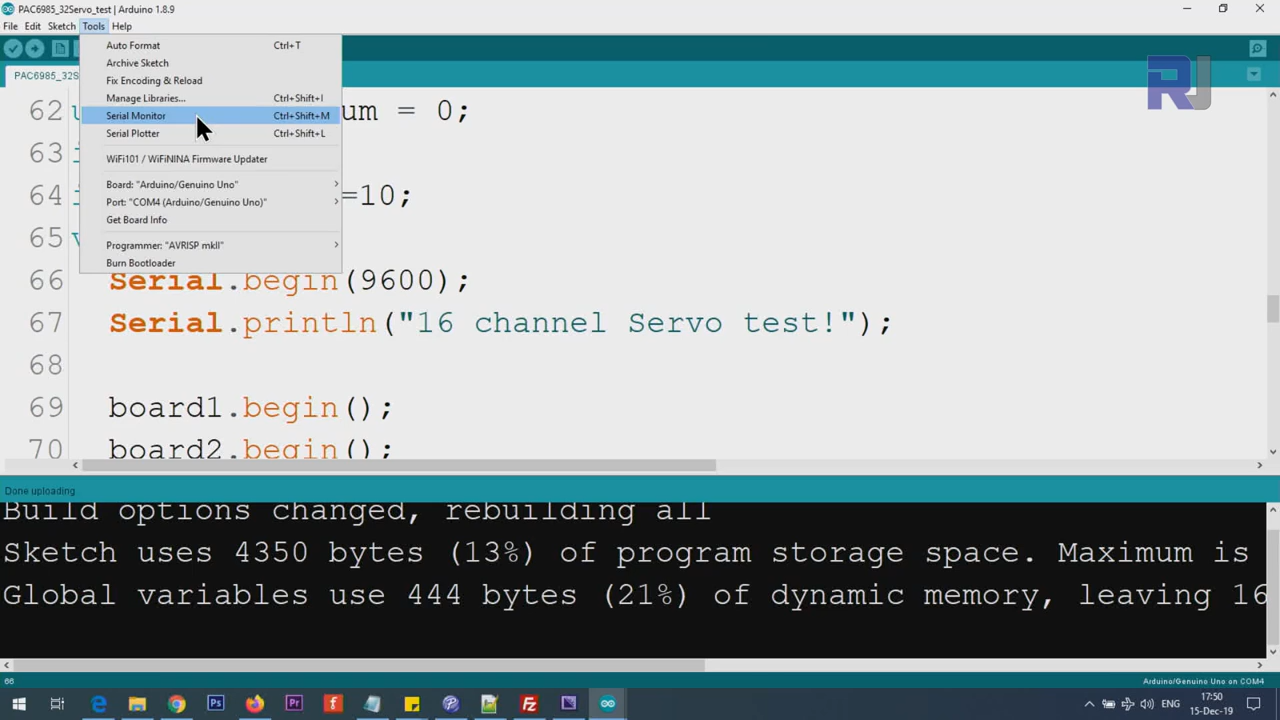 PAC6985_32Servo_test | Arduino 1.8.9
File Edit Sketch Tools Help
PAC6985_32S
Auto Format Ctrl+T
Archive Sketch
Fix Encoding & Reload
Manage Libraries... Ctrl+Shift+I
Serial Monitor Ctrl+Shift+M
Serial Plotter Ctrl+Shift+L
WiFi101 / WiFiNINA Firmware Updater
Board: "Arduino/Genuino Uno"
Port: "COM4 (Arduino/Genuino Uno)"
Get Board Info
Programmer: "AVRISP mkII"
Burn Bootloader
RJ
62 u um = 0;
63 i
64 i =10;
65 v
66 Serial.begin(9600);
67 Serial.println("16 channel Servo test!");
68
69 board1.begin();
70 board2.begin();
Done uploading.
Build options changed, rebuilding all
Sketch uses 4350 bytes (13%) of program storage space. Maximum is
Global variables use 444 bytes (21%) of dynamic memory, leaving 16
66 Arduino/Genuino Uno on COM4
Ps Pr f Fz
ENG 17:50
15-Dec-19